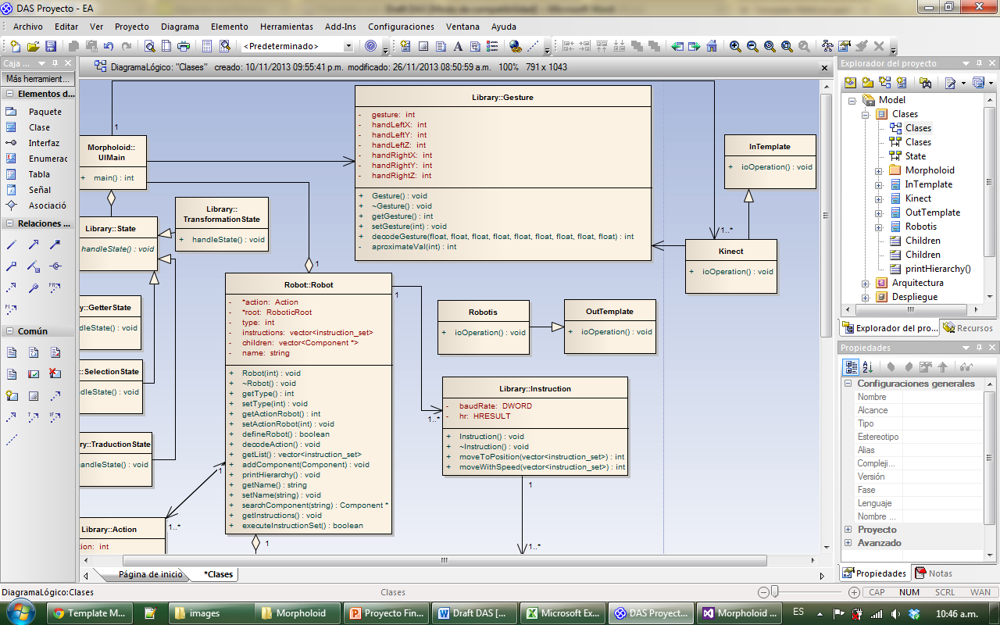 DAS Proyecto - EA
Draft DAS [Modo de compatibilidad] - Microsoft Word
Archivo Editar Ver Proyecto Diagrama Elemento Herramientas Add-Ins Configuraciones Ventana Ayuda
<Predeterminado>
Caja ...
Más herramient...
Elementos d...
Paquete
Clase
Interfaz
Enumerac
Tabla
Señal
Asociació
Relaciones ...
Común
DiagramaLógico: "Clases" creado: 10/11/2013 09:55:41 p.m. modificado: 26/11/2013 08:50:59 a.m. 100% 791 x 1043
1
Morpholoid::
UIMain
+ main() : int
Library::State
handleState() : void
Library::
TransformationState
+ handleState() : void
y::GetterState
ndleState() : void
::SelectionState
ndleState() : void
y::TraductionState
handleState() : void
Library::Action
tion: int
1..*
1
Library::Gesture
- gesture: int
- handLeftX: int
- handLeftY: int
- handLeftZ: int
- handRightX: int
- handRightY: int
- handRightZ: int
+ Gesture() : void
+ ~Gesture() : void
+ getGesture() : int
+ setGesture(int) : void
+ decodeGesture(float, float, float, float, float, float, float, float, float) : int
- aproximateVal(int) : int
InTemplate
+ ioOperation() : void
1..*
Kinect
+ ioOperation() : void
1
Robot::Robot
- *action: Action
- *root: RoboticRoot
- type: int
- instructions: vector<instruction_set>
- children: vector<Component *>
- name: string
+ Robot(int) : void
+ ~Robot() : void
+ getType() : int
+ setType(int) : void
+ getActionRobot() : int
+ setActionRobot(int) : void
+ defineRobot() : boolean
+ decodeAction() : void
+ getList() : vector<instruction_set>
+ addComponent(Component) : void
+ printHierarchy() : void
+ getName() : string
+ setName(string) : void
+ searchComponent(string) : Component *
+ getInstructions() : void
+ executeInstructionSet() : boolean
1
1
Robotis
+ ioOperation() : void
OutTemplate
+ ioOperation() : void
1..*
Library::Instruction
- baudRate: DWORD
- hr: HRESULT
+ Instruction() : void
+ ~Instruction() : void
+ moveToPosition(vector<instruction_set>) : int
+ moveWithSpeed(vector<instruction_set>) : int
1
1..*
Página de inicio *Clases
Explorador del proyecto
Model
Clases
Clases
Clases
State
Morpholoid
InTemplate
Kinect
OutTemplate
Robotis
Children
Children
printHierarchy()
Arquitectura
Despliegue
Explorador del pro... Recursos
Propiedades
Configuraciones generales
Nombre
Alcance
Tipo
Estereotipo
Alias
Compleji...
Versión
Fase
Lenguaje
Nombre ...
Proyecto
Avanzado
Propiedades Notas
DiagramaLógico:Clases Clases CAP NUM SCRL WAN
Template M... images Morpholoid Proyecto Fin... Draft DAS [... Microsoft Ex... DAS Proyect... Morpholoid ... ES 10:46 a.m.